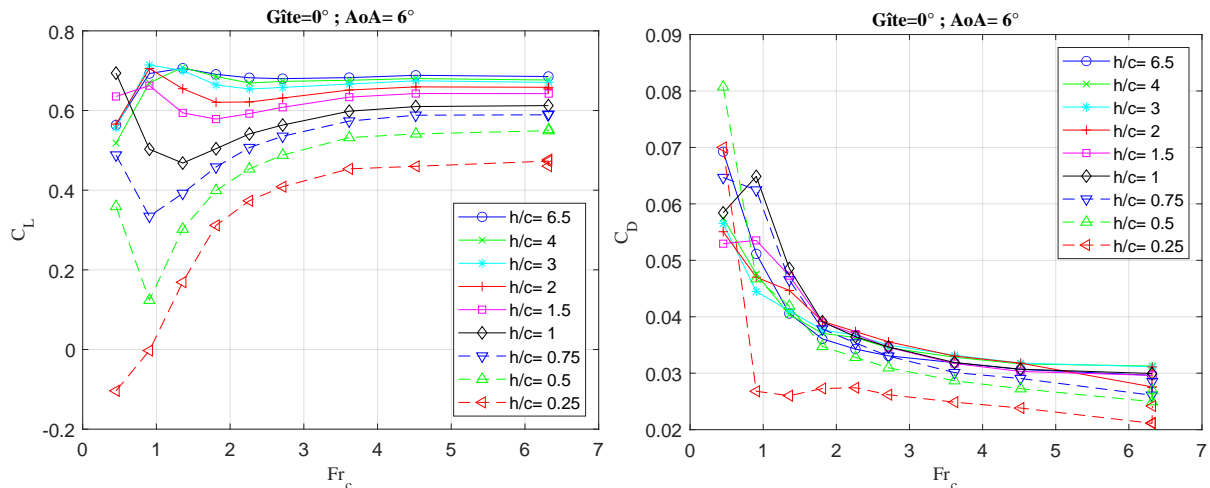 Gîte=0° ; AoA= 6°
0.8
0.6
0.4
0.2
0
-0.2
C_L
0
1
2
3
4
5
6
7
Fr_c
h/c= 6.5
h/c= 4
h/c= 3
h/c= 2
h/c= 1.5
h/c= 1
h/c= 0.75
h/c= 0.5
h/c= 0.25
Gîte=0° ; AoA= 6°
0.09
0.08
0.07
0.06
0.05
0.04
0.03
0.02
C_D
0
1
2
3
4
5
6
7
Fr_c
h/c= 6.5
h/c= 4
h/c= 3
h/c= 2
h/c= 1.5
h/c= 1
h/c= 0.75
h/c= 0.5
h/c= 0.25